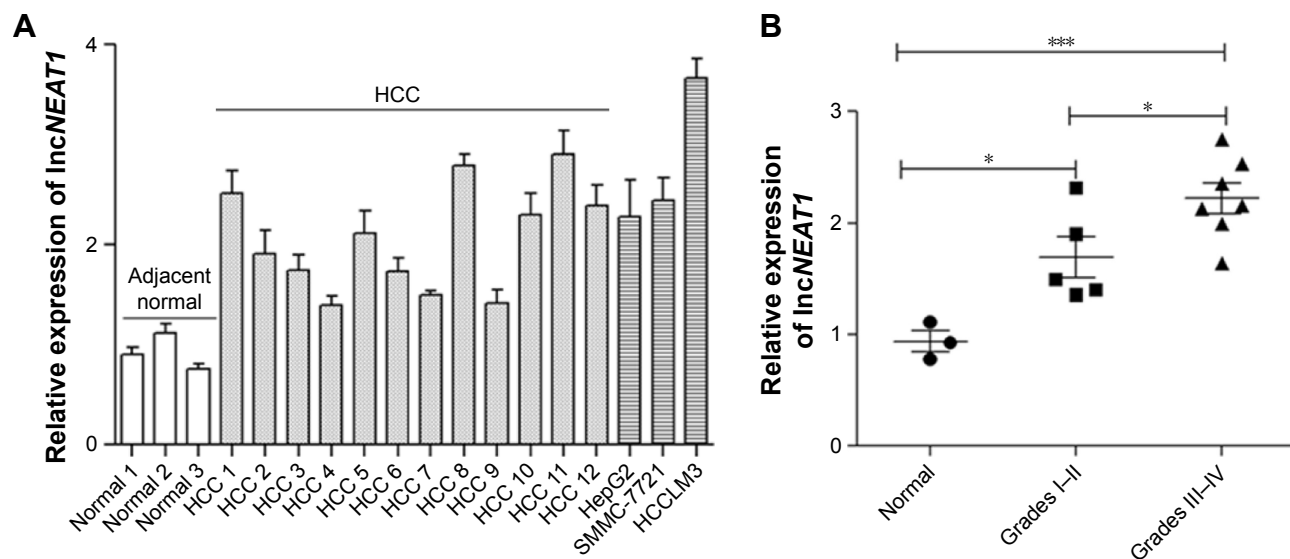 A
Relative expression of lncNEAT1
4
2
0
Adjacent
normal
HCC
Normal 1
Normal 2
Normal 3
HCC 1
HCC 2
HCC 3
HCC 4
HCC 5
HCC 6
HCC 7
HCC 8
HCC 9
HCC 10
HCC 11
HCC 12
HepG2
SMMC-7721
HCCLM3
B
Relative expression
of lncNEAT1
3
2
1
0
***
*
*
Normal
Grades I–II
Grades III–IV